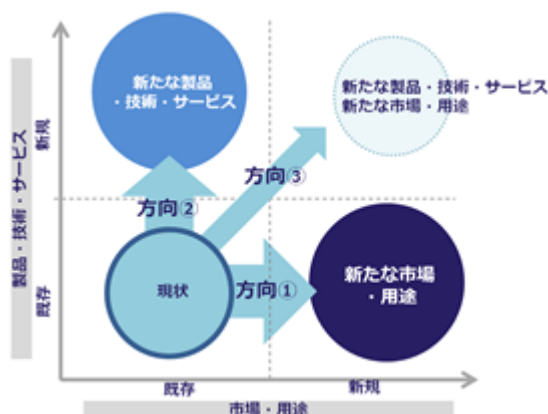 新たな製品
・技術・サービス
新たな製品・技術・サービス
新たな市場・用途
方向③
方向②
現状
方向①
新たな市場
・用途
製品・技術・サービス
新規
既存
既存
新規
市場・用途